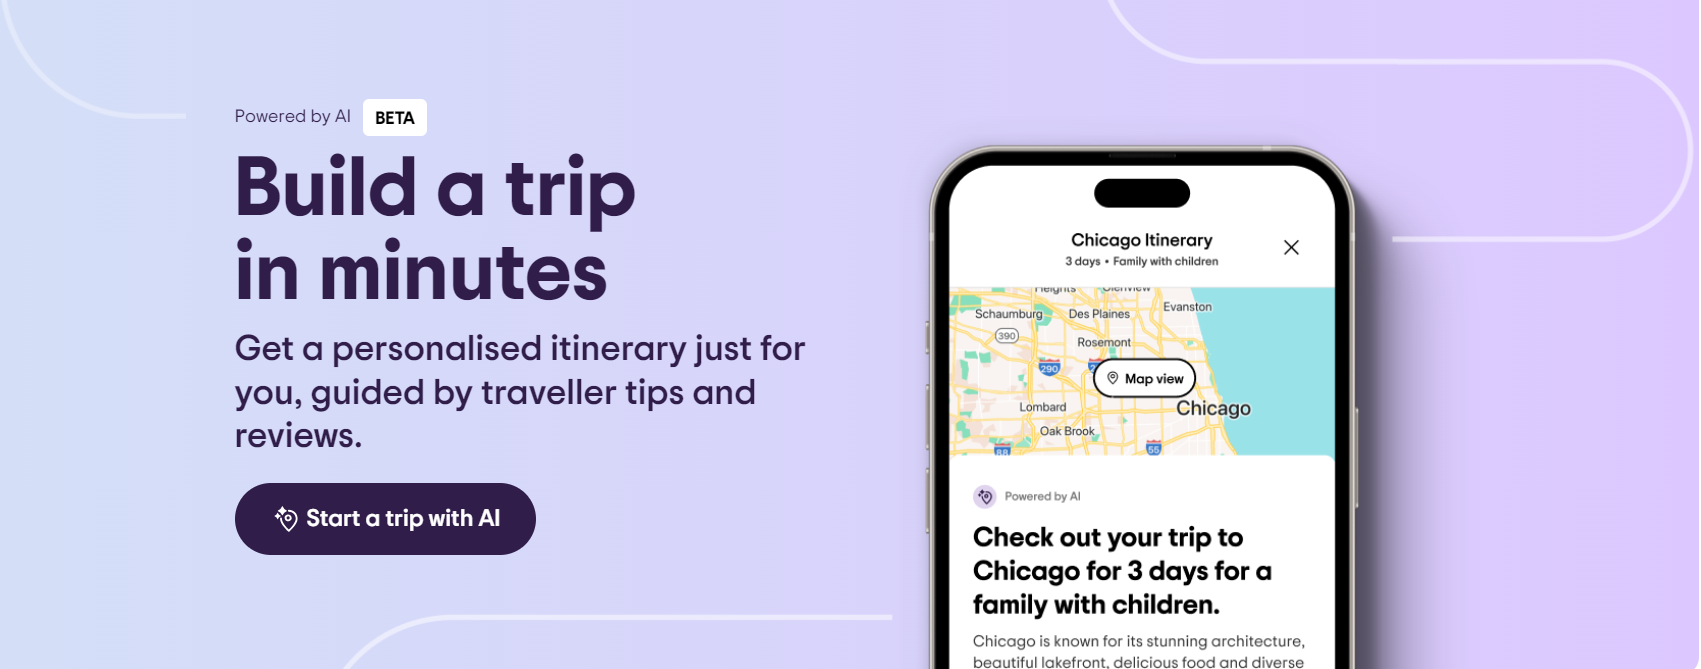 Powered by AI BETA
Build a trip
in minutes
Get a personalised itinerary just for
you, guided by traveller tips and
reviews.
Start a trip with AI
Chicago Itinerary
3 days • Family with children
Heights Glenview
Schaumburg Des Plaines Evanston
390
Rosemont
290
Map view
Lombard Chicago
Oak Brook
88 55
Powered by AI
Check out your trip to
Chicago for 3 days for a
family with children.
Chicago is known for its stunning architecture,
beautiful lakefront, delicious food and diverse